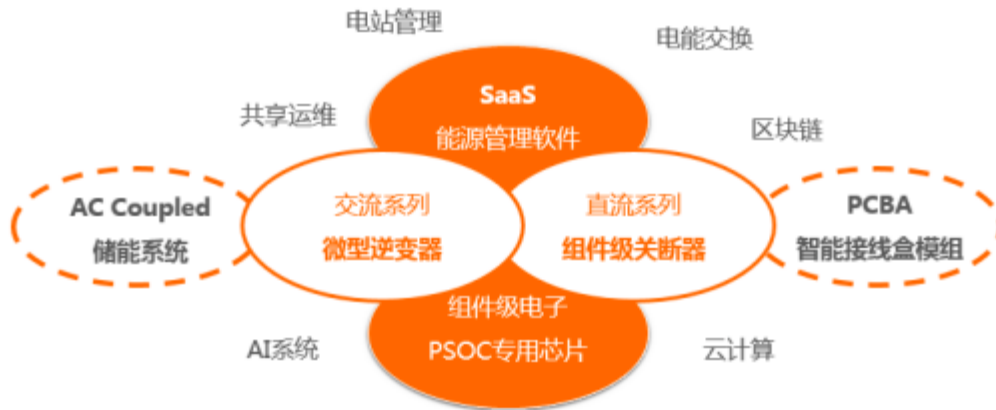 电站管理
电能交换
SaaS
能源管理软件
共享运维
区块链
AC Coupled
储能系统
交流系列
微型逆变器
直流系列
组件级关断器
PCBA
智能接线盒模组
组件级电子
PSOC专用芯片
AI系统
云计算